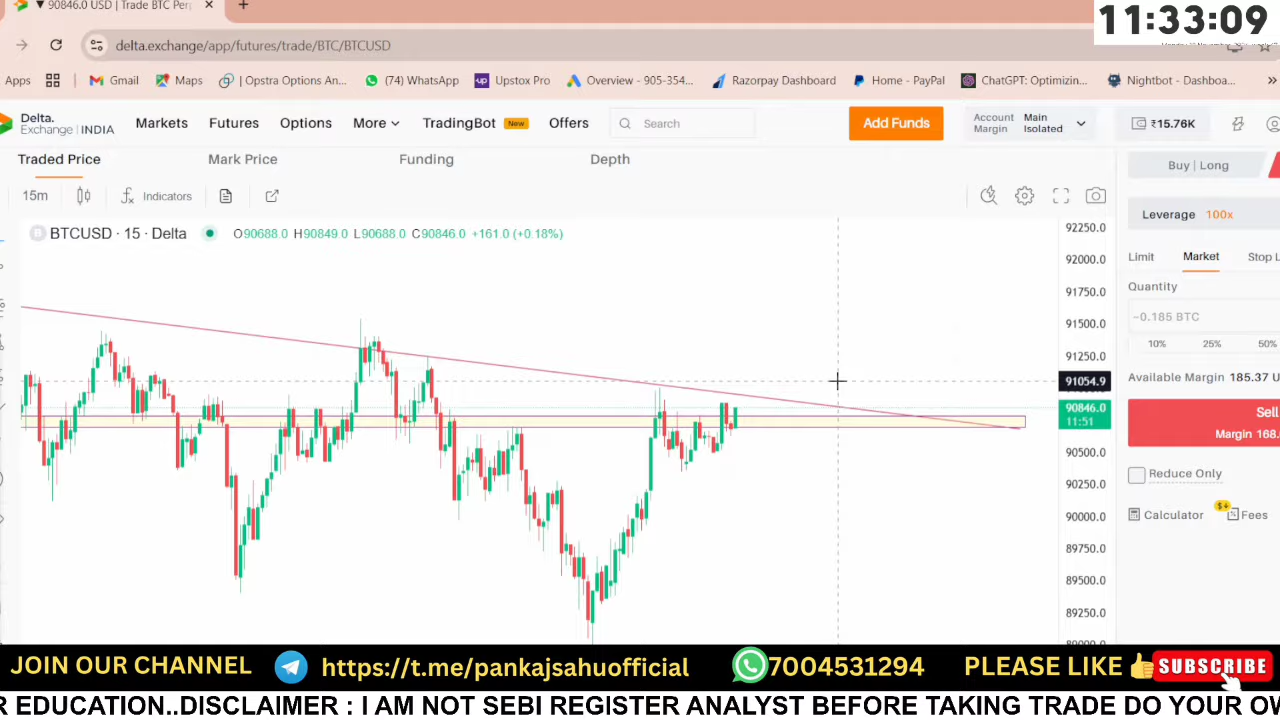 ▼ 90846.0 USD | Trade BTC Per
11:33:09
delta.exchange/app/futures/trade/BTC/BTCUSD
Apps
Gmail
Maps
Opstra Options An...
(74) WhatsApp
Upstox Pro
Overview - 905-354...
Razorpay Dashboard
Home - PayPal
ChatGPT: Optimizin...
Nightbot - Dashboa...
Delta.
Exchange | INDIA
Markets
Futures
Options
More
TradingBot
New
Offers
Search
Add Funds
Account
Margin
Main
Isolated
₹15.76K
Traded Price
Mark Price
Funding
Depth
Buy | Long
15m
Indicators
Leverage 100x
BTCUSD · 15 · Delta
O90688.0 H90849.0 L90688.0 C90846.0 +161.0 (+0.18%)
92250.0
92000.0
91750.0
91500.0
91250.0
91054.9
90846.0
11:51
90500.0
90250.0
90000.0
89750.0
89500.0
89250.0
89000.0
Limit
Market
Stop L
Quantity
~0.185 BTC
10%
25%
50%
Available Margin 185.37 U
Sell
Margin 168.
Reduce Only
Calculator
Fees
JOIN OUR CHANNEL
https://t.me/pankajsahuofficial
7004531294
PLEASE LIKE
SUBSCRIBE
R EDUCATION..DISCLAIMER : I AM NOT SEBI REGISTER ANALYST BEFORE TAKING TRADE DO YOUR OW